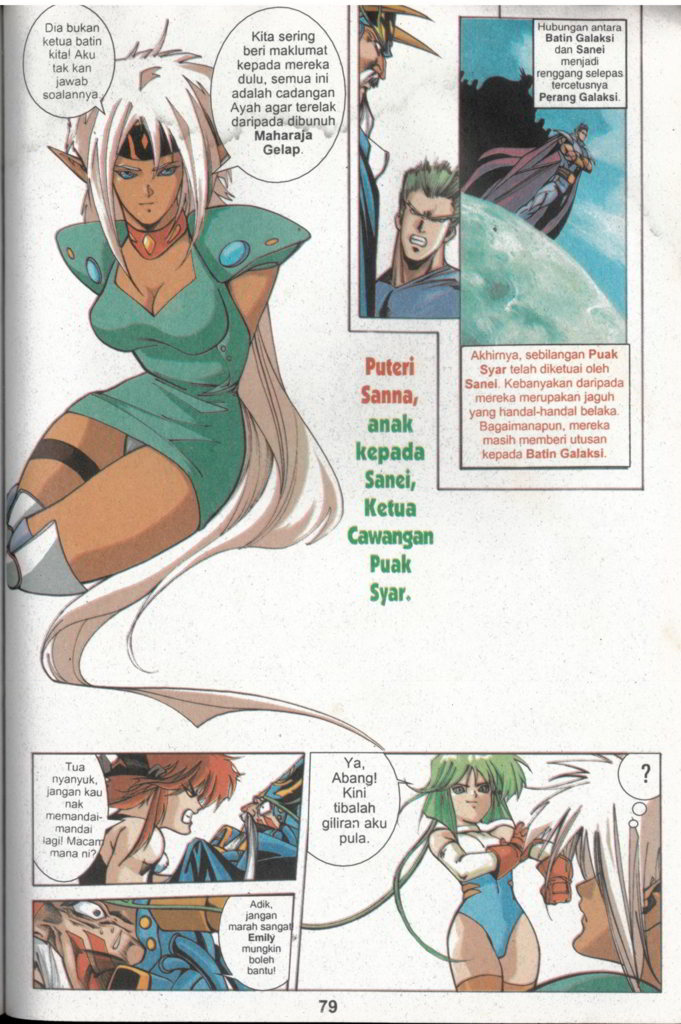 Dia bukan
ketua batin
kita! Aku
tak kan
jawab
soalannya.
Kita sering
beri maklumat
kepada mereka
dulu, semua ini
adalah cadangan
Ayah agar terelak
daripada dibunuh
Maharaja
Gelap.
Hubungan antara
Batin Galaksi
dan Sanei
menjadi
renggang selepas
tercetusnya
Perang Galaksi.
Akhirnya, sebilangan Puak
Syar telah diketuai oleh
Sanei. Kebanyakan daripada
mereka merupakan jaguh
yang handal-handal belaka.
Bagaimanapun, mereka
masih memberi utusan
kepada Batin Galaksi.
Puteri
Sanna,
anak
kepada
Sanei,
Ketua
Cawangan
Puak
Syar.
Tua
nyanyuk,
jangan kau
nak
memandai-
mandai
lagi! Macam
mana ni?
Ya,
Abang!
Kini
tibalah
giliran aku
pula.
?
Adik,
jangan
marah sangat
Emily
mungkin
boleh
bantu!
79